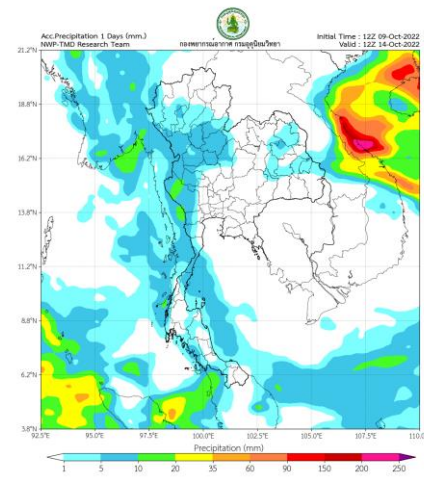 Acc.Precipitation 1 Days (mm.)
NWP-TMD Research Team
กองพยากรณ์อากาศ กรมอุตุนิยมวิทยา
Initial Time : 12Z 09-Oct-2022
Valid : 12Z 14-Oct-2022
21.2°N
18.8°N
16.2°N
13.8°N
11.2°N
8.8°N
6.2°N
3.8°N
92.5°E 95.0°E 97.5°E 100.0°E 102.5°E 105.0°E 107.5°E 110.0
Precipitation (mm)
1 5 10 20 35 60 90 150 200 250